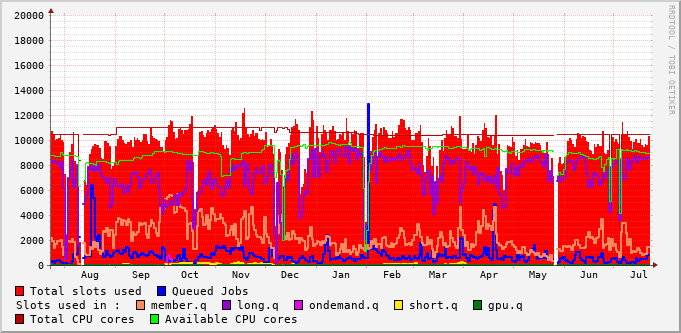 20000
18000
16000
14000
12000
10000
8000
6000
4000
2000
0
Aug Sep Oct Nov Dec Jan Feb Mar Apr May Jun Jul
RRDTOOL / TOBI OETIKER
Total slots used Queued Jobs
Slots used in : member.q long.q ondemand.q short.q gpu.q
Total CPU cores Available CPU cores